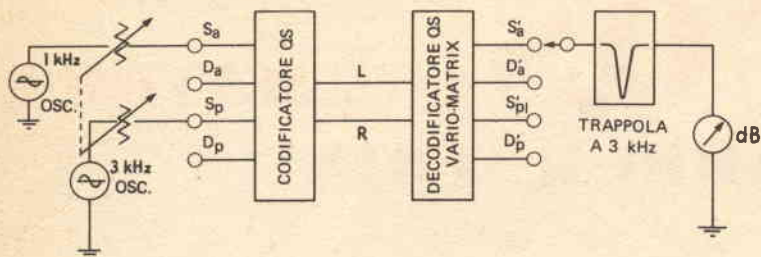 1 kHz
OSC.
3 kHz
OSC.
Sa
Da
Sp
Dp
CODIFICATORE QS
L
R
DECODIFICATORE QS
VARIO-MATRIX
S'a
D'a
S'p
D'p
TRAPPOLA
A 3 kHz
dB